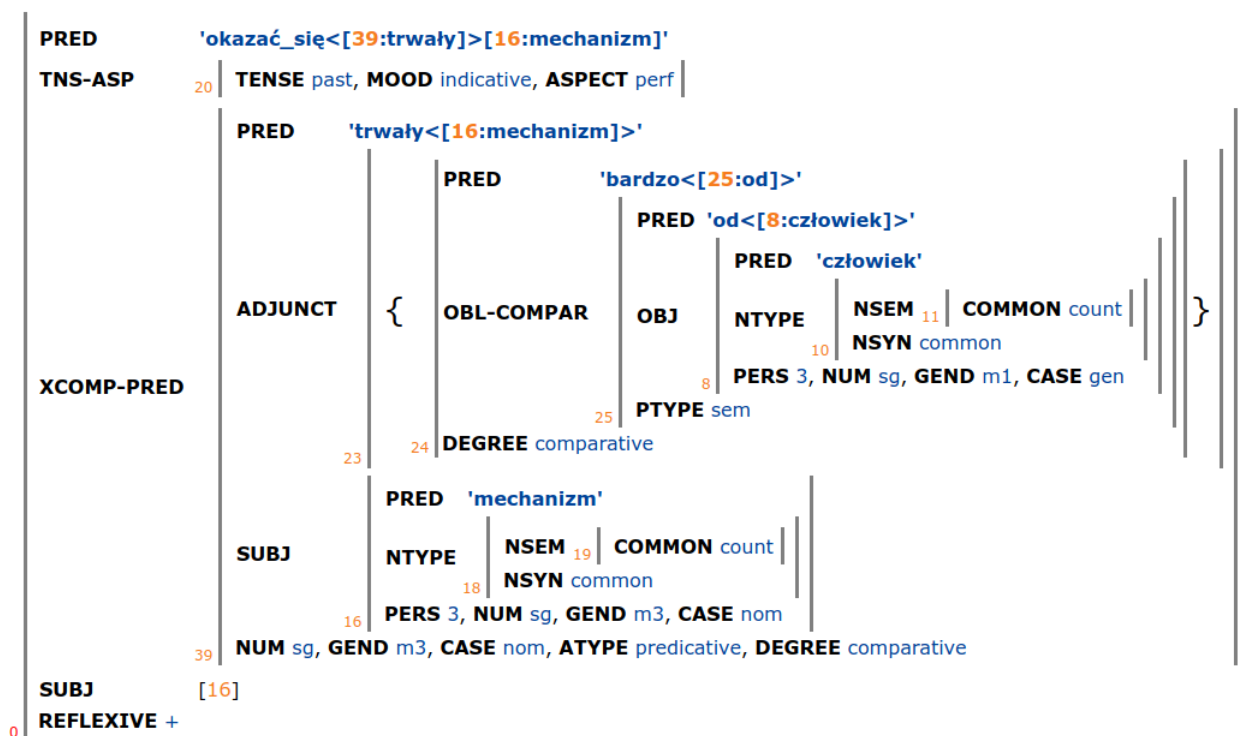 PRED 'okazać_się<[39:trwały]>[16:mechanizm]'
TNS-ASP 20 TENSE past, MOOD indicative, ASPECT perf
PRED 'trwały<[16:mechanizm]>'
PRED 'bardzo<[25:od]>'
PRED 'od<[8:człowiek]>'
PRED 'człowiek'
ADJUNCT { OBL-COMPAR OBJ NTYPE NSEM 11 COMMON count }
10 NSYN common
XCOMP-PRED 8 PERS 3, NUM sg, GEND m1, CASE gen
25 PTYPE sem
23 24 DEGREE comparative
PRED 'mechanizm'
SUBJ NTYPE NSEM 19 COMMON count
18 NSYN common
16 PERS 3, NUM sg, GEND m3, CASE nom
39 NUM sg, GEND m3, CASE nom, ATYPE predicative, DEGREE comparative
SUBJ [16]
0 REFLEXIVE +